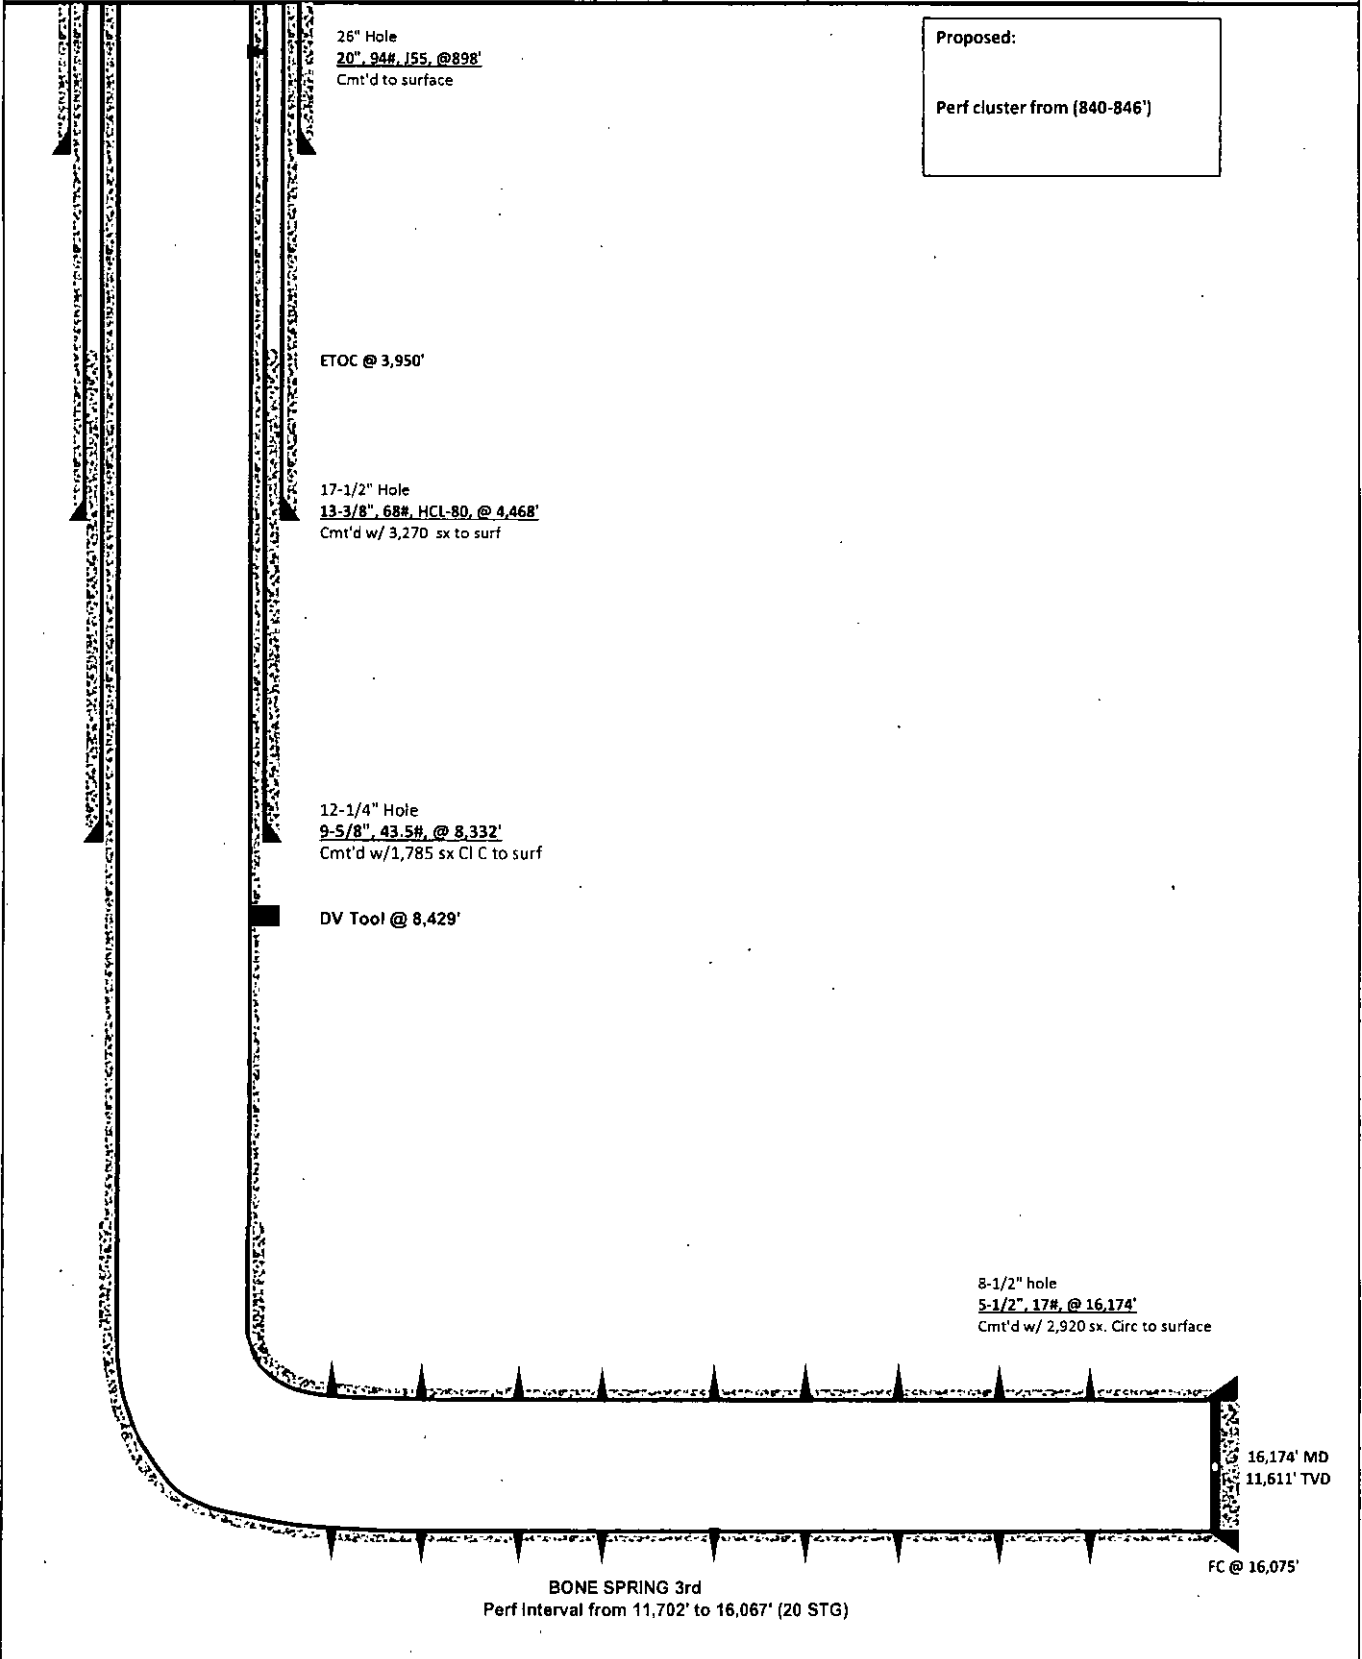 26" Hole
20", 94#, J55, @898'
Cmt'd to surface
Proposed:
Perf cluster from (840-846')
ETOC @ 3,950'
17-1/2" Hole
13-3/8", 68#, HCL-80, @ 4,468'
Cmt'd w/ 3,270 sx to surf
12-1/4" Hole
9-5/8", 43.5#, @ 8,332'
Cmt'd w/1,785 sx Cl C to surf
DV Tool @ 8,429'
8-1/2" hole
5-1/2", 17#, @ 16,174'
Cmt'd w/ 2,920 sx. Circ to surface
16,174' MD
11,611' TVD
FC @ 16,075'
BONE SPRING 3rd
Perf Interval from 11,702' to 16,067' (20 STG)